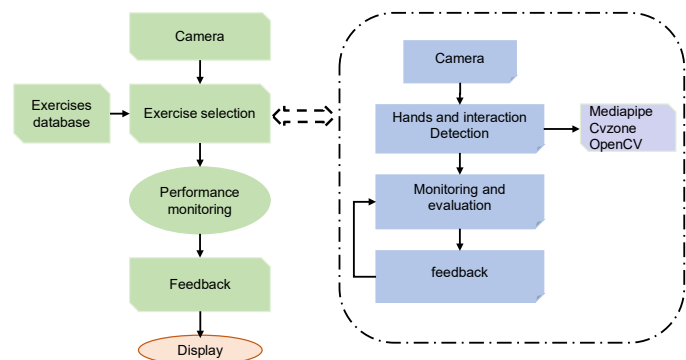 Camera
Exercises
database
Exercise selection
Performance
monitoring
Feedback
Display
Camera
Hands and interaction
Detection
Mediapipe
Cvzone
OpenCV
Monitoring and
evaluation
feedback